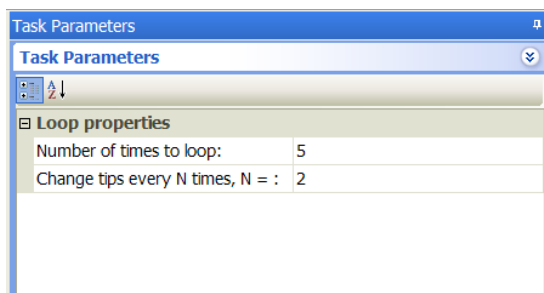 Task Parameters
Task Parameters
A
Z
Loop properties
Number of times to loop: 5
Change tips every N times, N = : 2